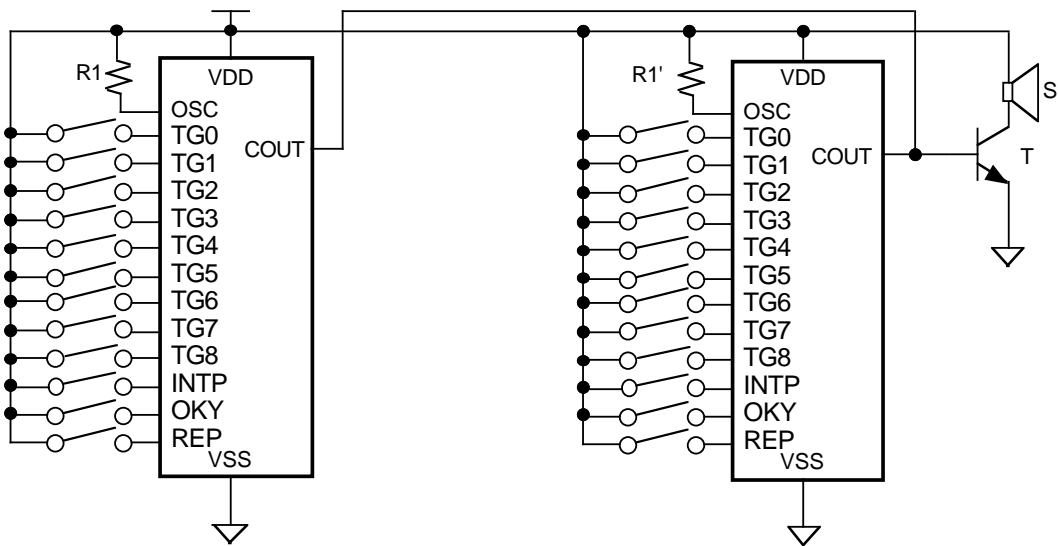 R1
VDD
OSC
TG0
COUT
TG1
TG2
TG3
TG4
TG5
TG6
TG7
TG8
INTP
OKY
REP
VSS
R1'
VDD
OSC
TG0
COUT
TG1
TG2
TG3
TG4
TG5
TG6
TG7
TG8
INTP
OKY
REP
VSS
S
T